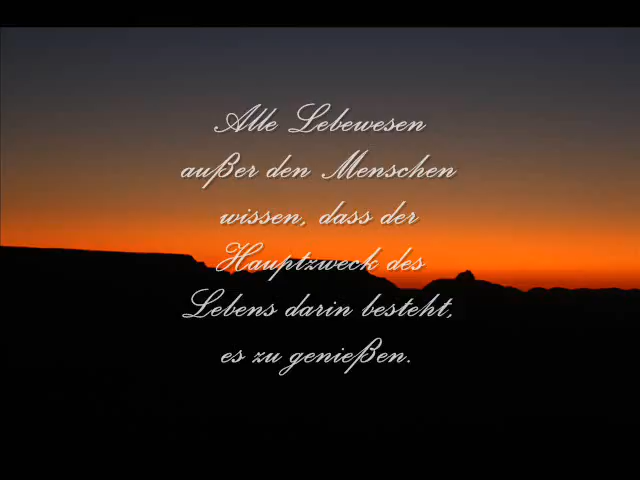 Alle Lebewesen
außer den Menschen
wissen, dass der
Hauptzweck des
Lebens darin besteht,
es zu genießen.